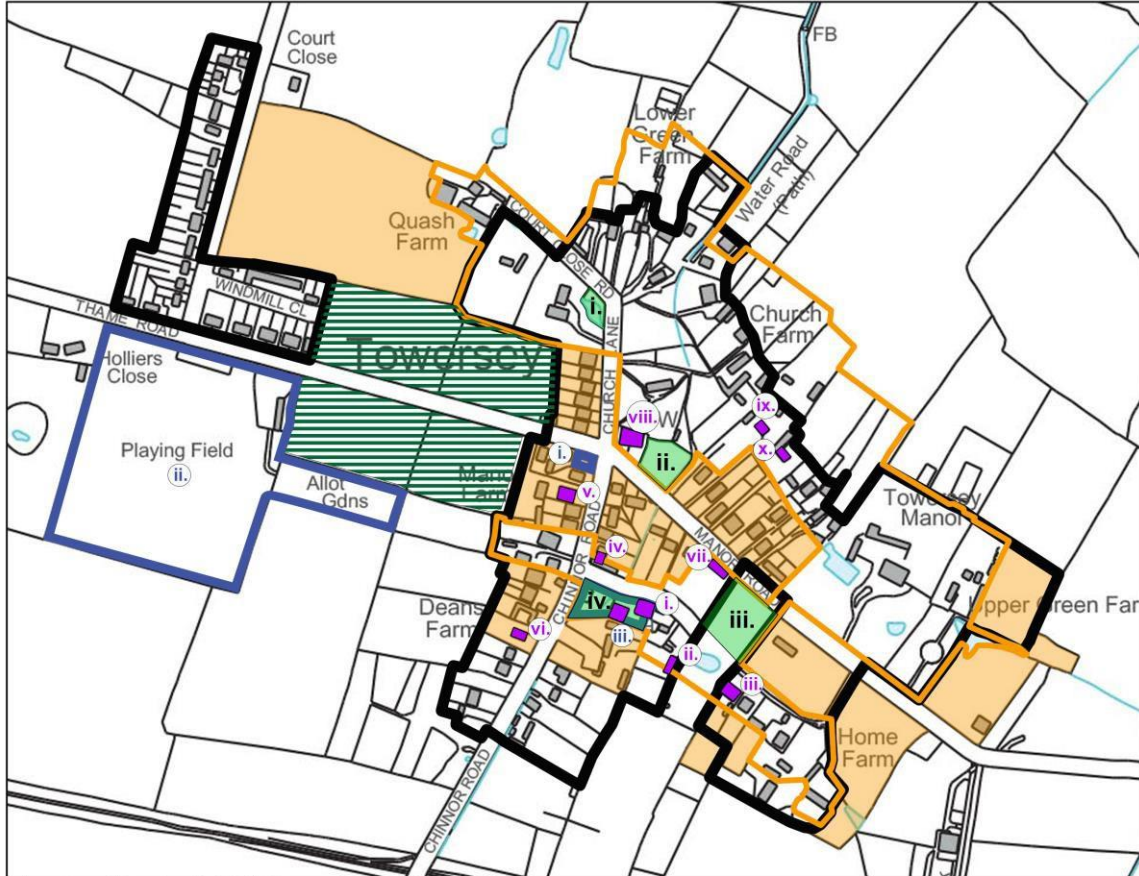 FB
Court
Close
Lower
Green
Farm
Water Road
(Path)
COURT CLOSE RD
Quash
Farm
i.
WINDMILL CL
Church
Farm
THAME ROAD
Towersey
CHURCH LANE
Holliers
Close
ix.
viii.
W
x.
i.
ii.
Playing Field
ii.
Manor
Farm
Allot
Gdns
v.
Towersey
Manor
CHINNOR ROAD
MANOR ROAD
iv.
vii.
Deans
Farm
iv.
i.
iii.
Upper Green Far
iii.
vi.
ii.
iii.
Home
Farm
CHINNOR ROAD